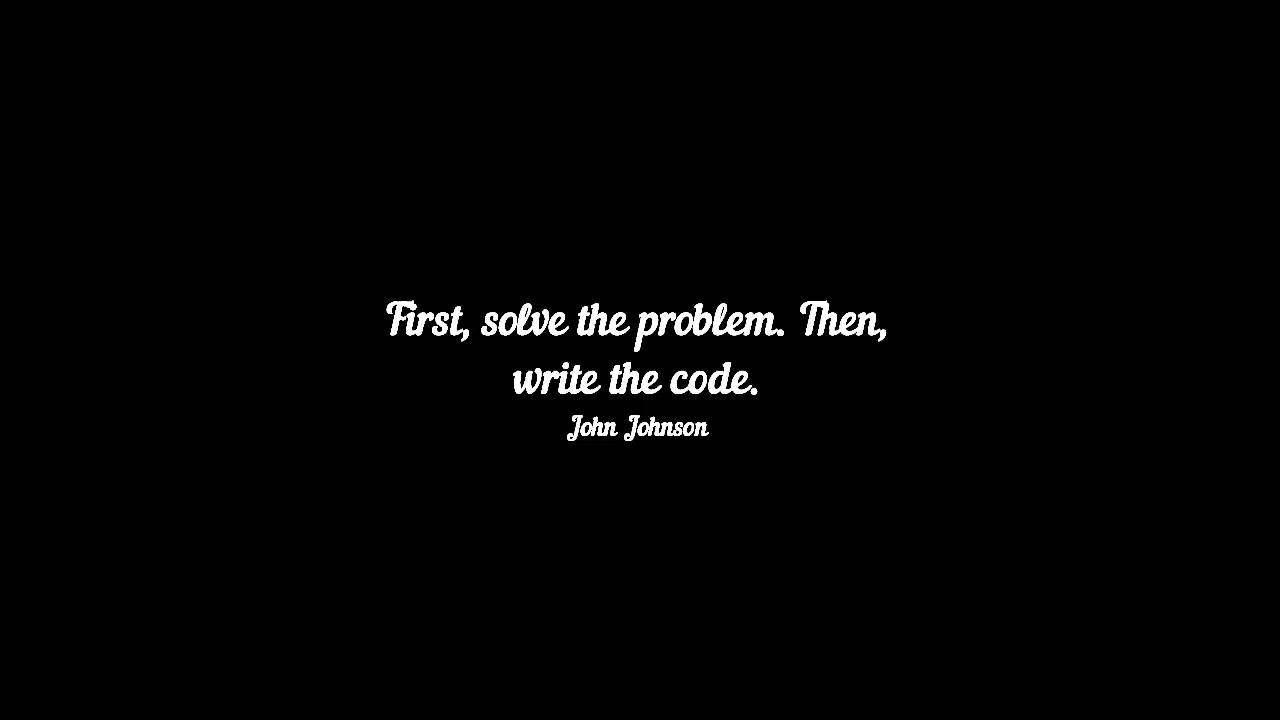 First, solve the problem. Then,
write the code.
John Johnson